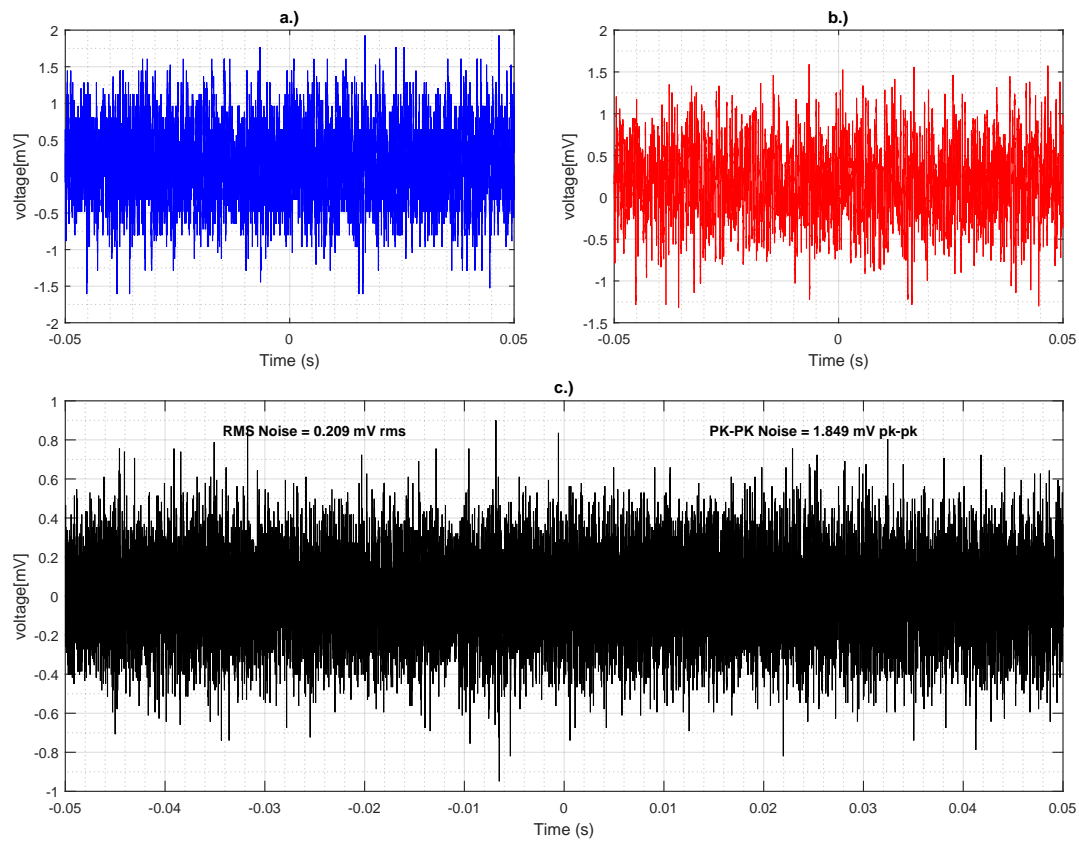 a.)
2
1.5
1
0.5
0
-0.5
-1
-1.5
-2
voltage[mV]
-0.05 0 0.05
Time (s)
b.)
2
1.5
1
0.5
0
-0.5
-1
-1.5
voltage[mV]
-0.05 0 0.05
Time (s)
c.)
RMS Noise = 0.209 mV rms
PK-PK Noise = 1.849 mV pk-pk
1
0.8
0.6
0.4
0.2
0
-0.2
-0.4
-0.6
-0.8
-1
voltage[mV]
-0.05 -0.04 -0.03 -0.02 -0.01 0 0.01 0.02 0.03 0.04 0.05
Time (s)